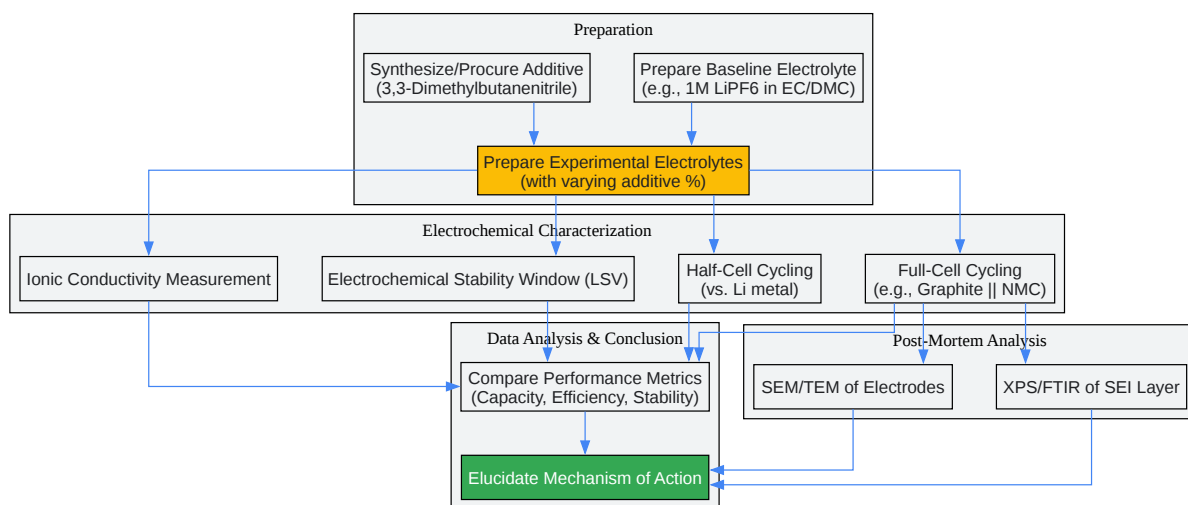 Preparation
Synthesize/Procure Additive
(3,3-Dimethylbutanenitrile)
Prepare Baseline Electrolyte
(e.g., 1M LiPF6 in EC/DMC)
Prepare Experimental Electrolytes
(with varying additive %)
Electrochemical Characterization
Ionic Conductivity Measurement
Electrochemical Stability Window (LSV)
Half-Cell Cycling
(vs. Li metal)
Full-Cell Cycling
(e.g., Graphite || NMC)
Data Analysis & Conclusion
Compare Performance Metrics
(Capacity, Efficiency, Stability)
Elucidate Mechanism of Action
Post-Mortem Analysis
SEM/TEM of Electrodes
XPS/FTIR of SEI Layer